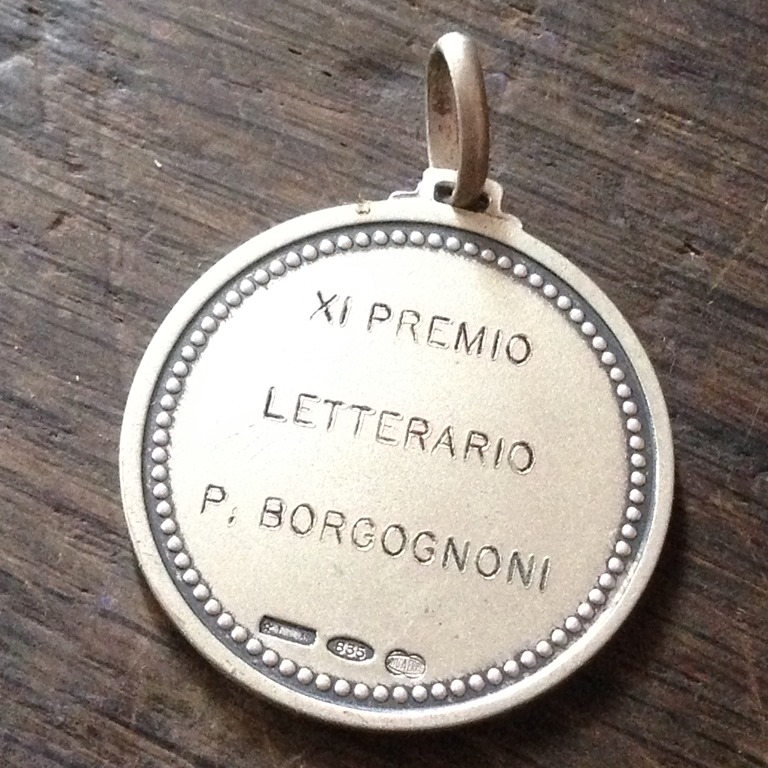 XI PREMIO
LETTERARIO
P. BORGOGNONI
835